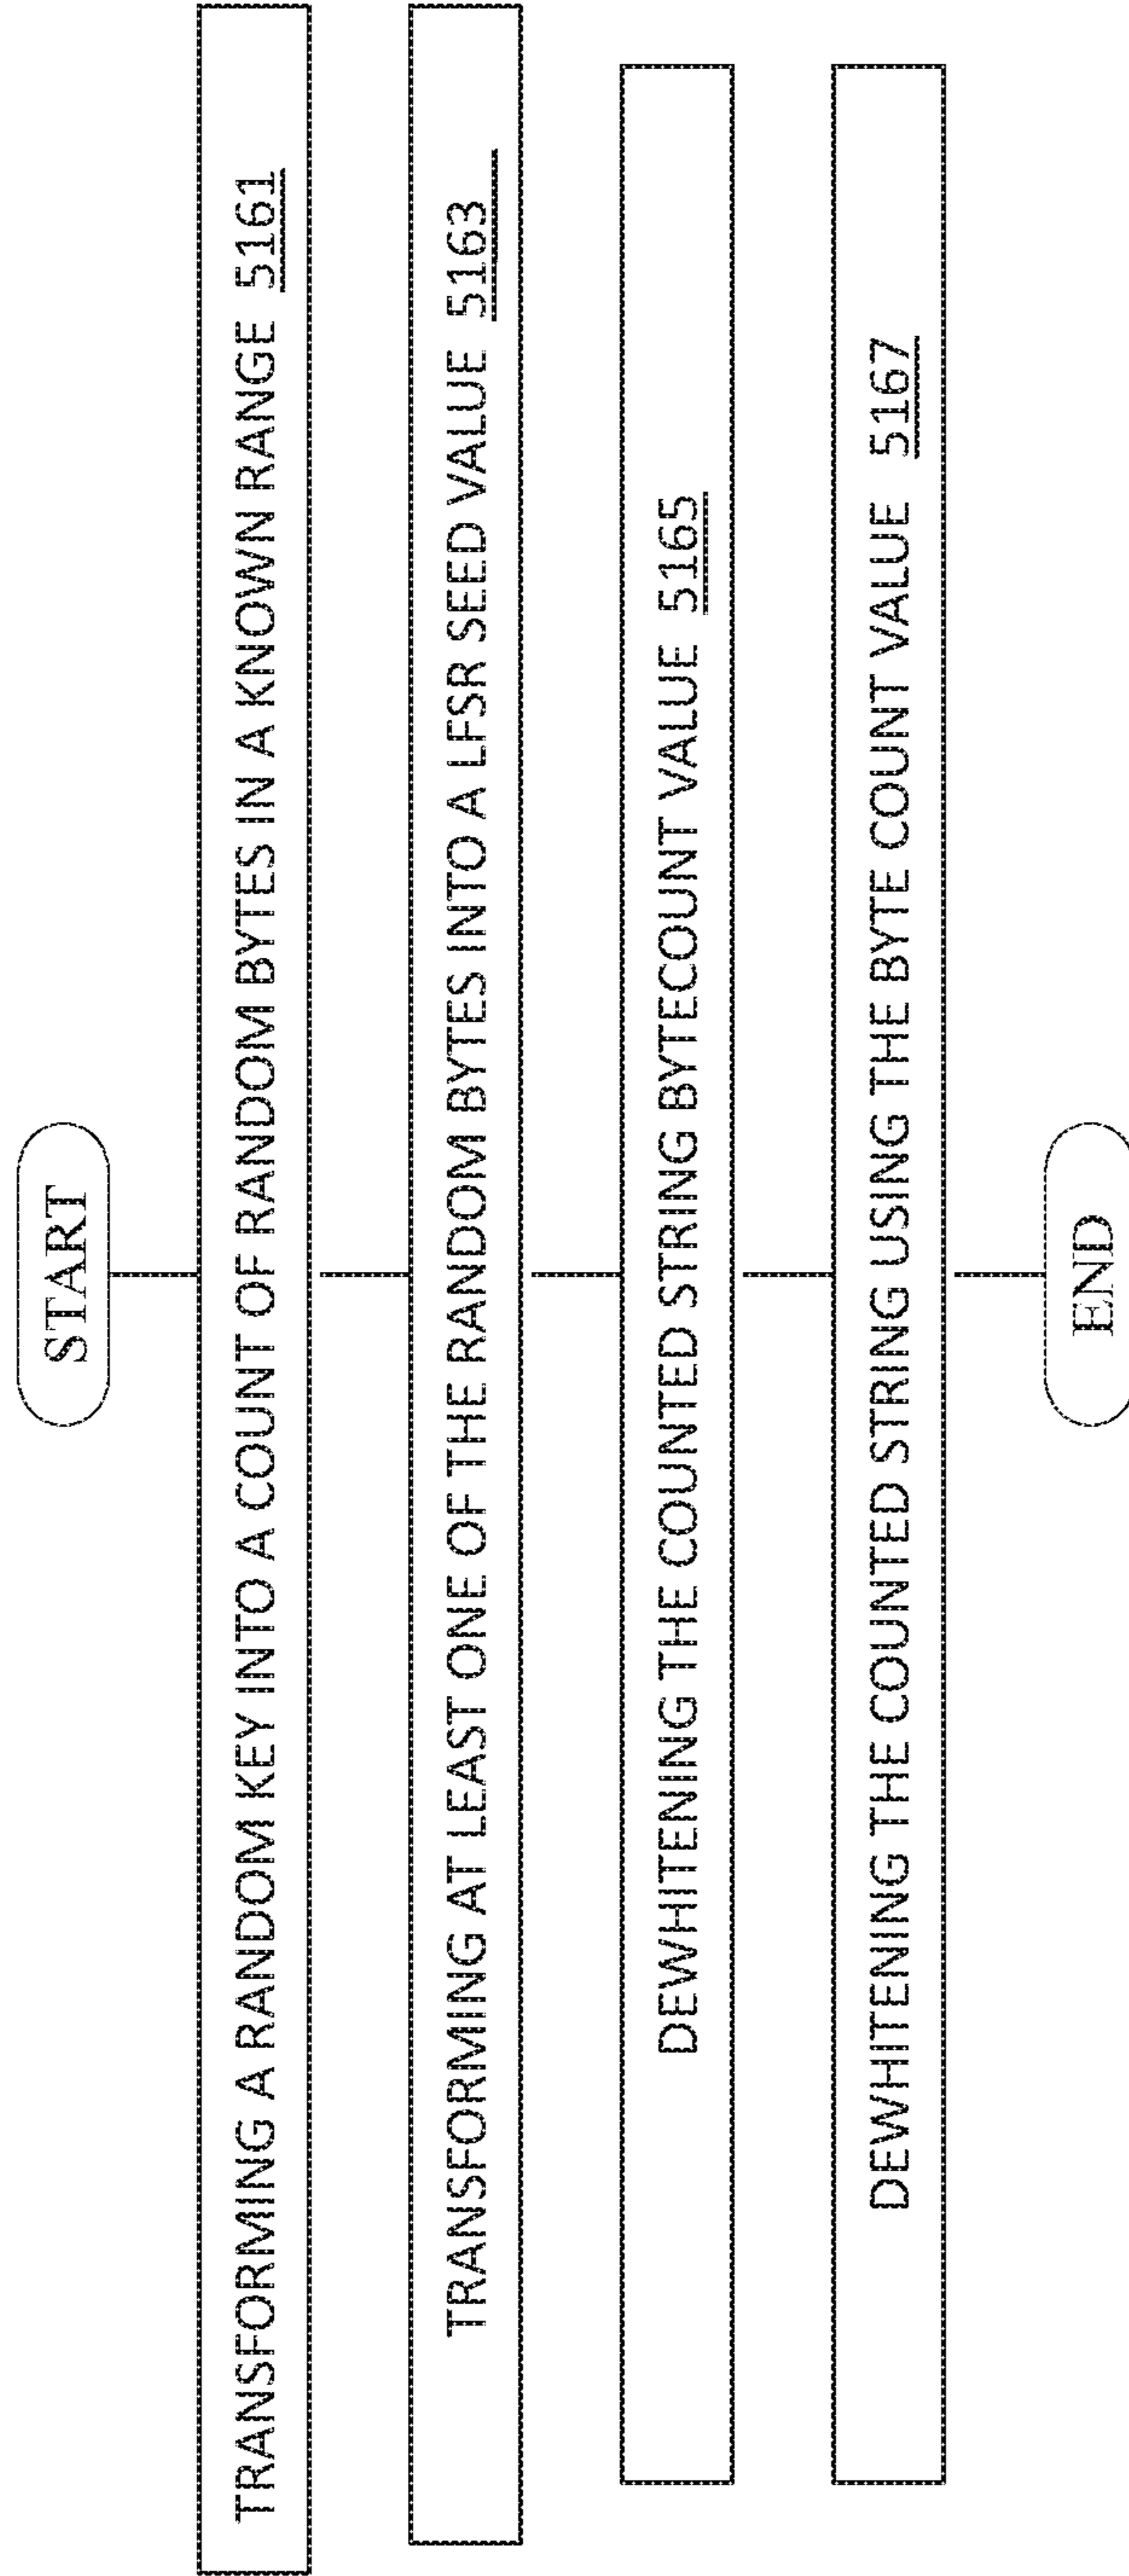 START
TRANSFORMING A RANDOM KEY INTO A COUNT OF RANDOM BYTES IN A KNOWN RANGE 5161
TRANSFORMING AT LEAST ONE OF THE RANDOM BYTES INTO A LFSR SEED VALUE 5163
DEWHITENING THE COUNTED STRING BYTECOUNT VALUE 5165
DEWHITENING THE COUNTED STRING USING THE BYTE COUNT VALUE 5167
END